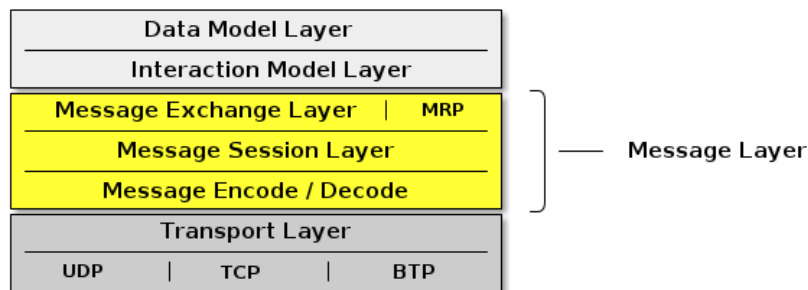 Data Model Layer
Interaction Model Layer
Message Exchange Layer | MRP
Message Session Layer
Message Layer
Message Encode / Decode
Transport Layer
UDP | TCP | BTP